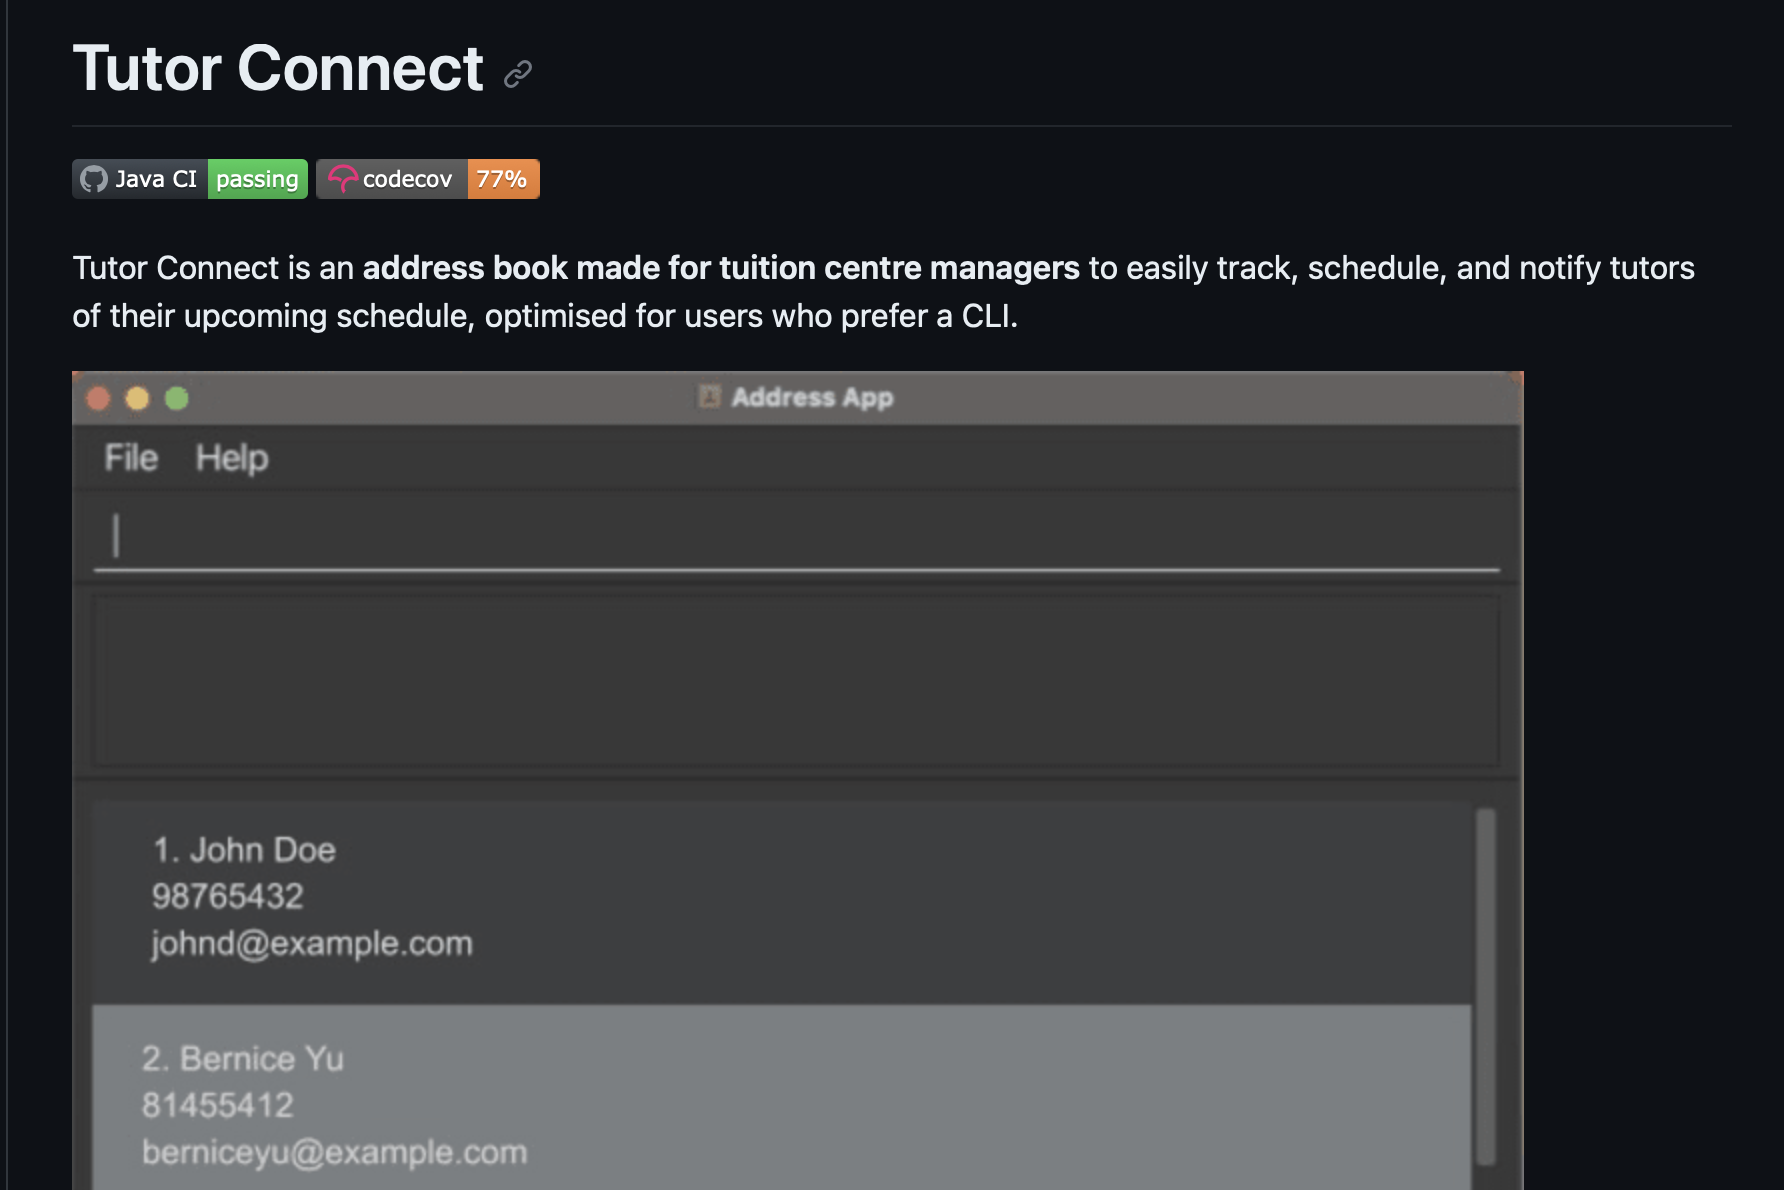 Tutor Connect
Java CI passing codecov 77%
Tutor Connect is an address book made for tuition centre managers to easily track, schedule, and notify tutors
of their upcoming schedule, optimised for users who prefer a CLI.
Address App
File Help
1. John Doe
98765432
johnd@example.com
2. Bernice Yu
81455412
berniceyu@example.com